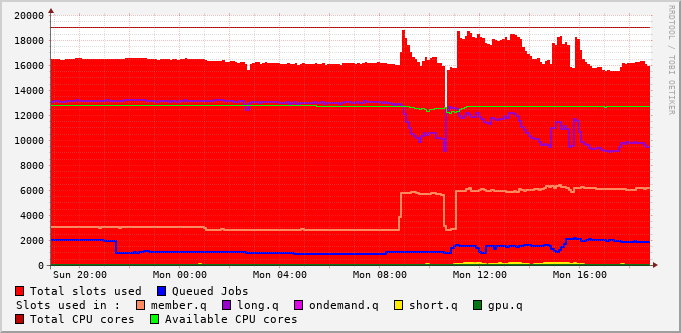 20000
18000
16000
14000
12000
10000
8000
6000
4000
2000
0
Sun 20:00 Mon 00:00 Mon 04:00 Mon 08:00 Mon 12:00 Mon 16:00
RRDTOOL / TOBI OETIKER
Total slots used Queued Jobs
Slots used in : member.q long.q ondemand.q short.q gpu.q
Total CPU cores Available CPU cores